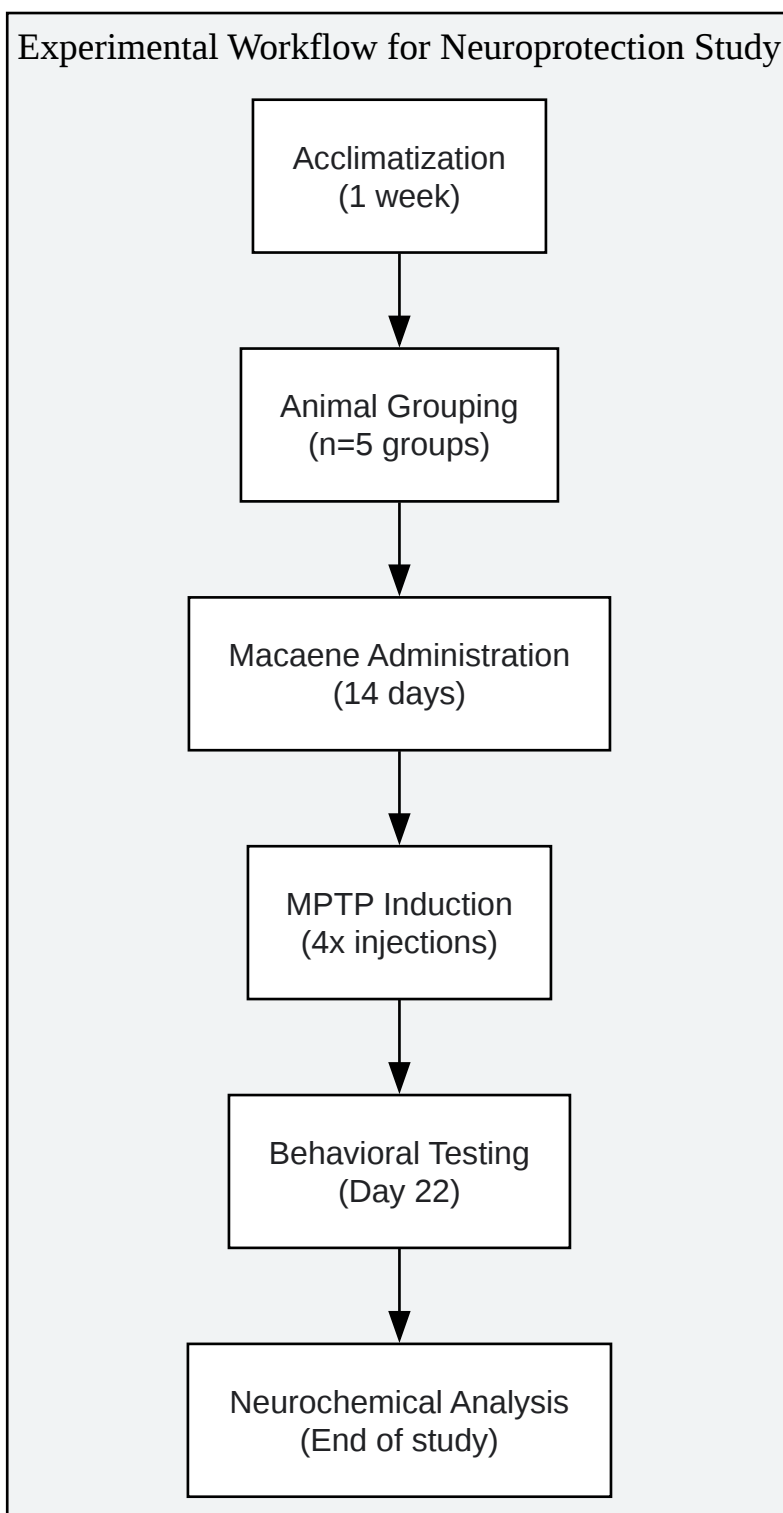 Experimental Workflow for Neuroprotection Study
Acclimatization
(1 week)
Animal Grouping
(n=5 groups)
Macaene Administration
(14 days)
MPTP Induction
(4x injections)
Behavioral Testing
(Day 22)
Neurochemical Analysis
(End of study)